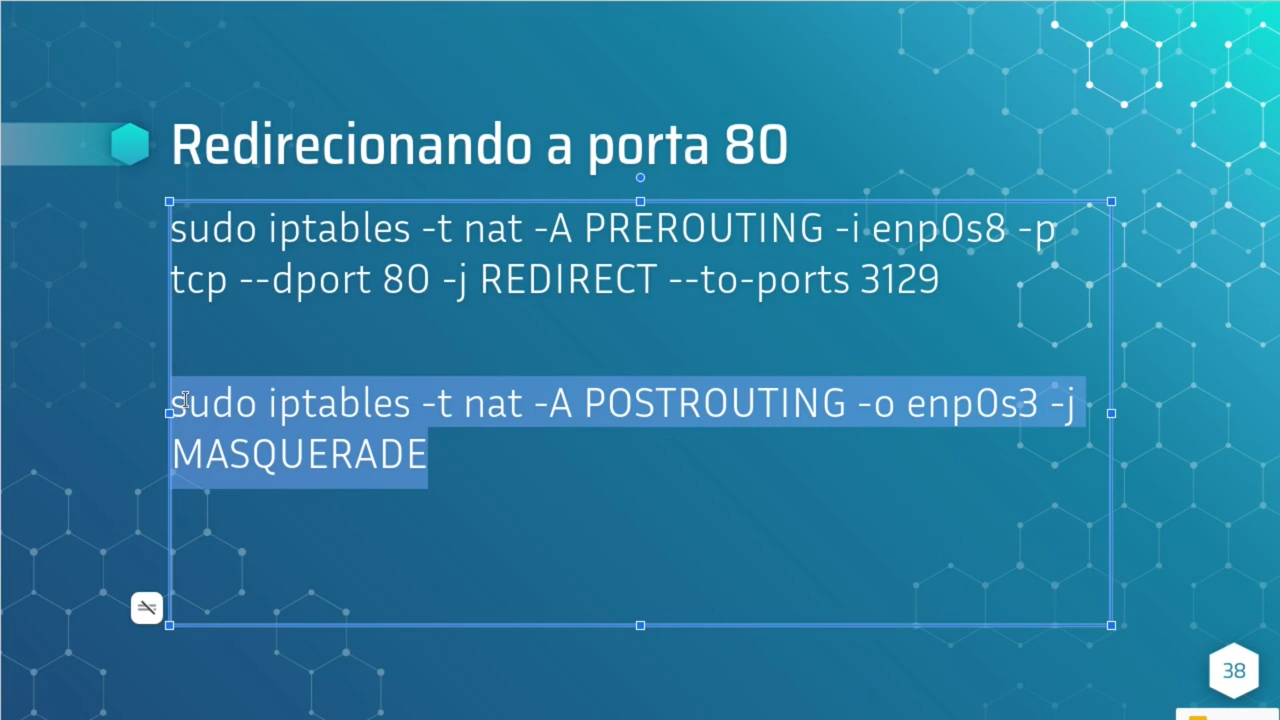 Redirecionando a porta 80
sudo iptables -t nat -A PREROUTING -i enp0s8 -p
tcp --dport 80 -j REDIRECT --to-ports 3129
sudo iptables -t nat -A POSTROUTING -o enp0s3 -j
MASQUERADE
38